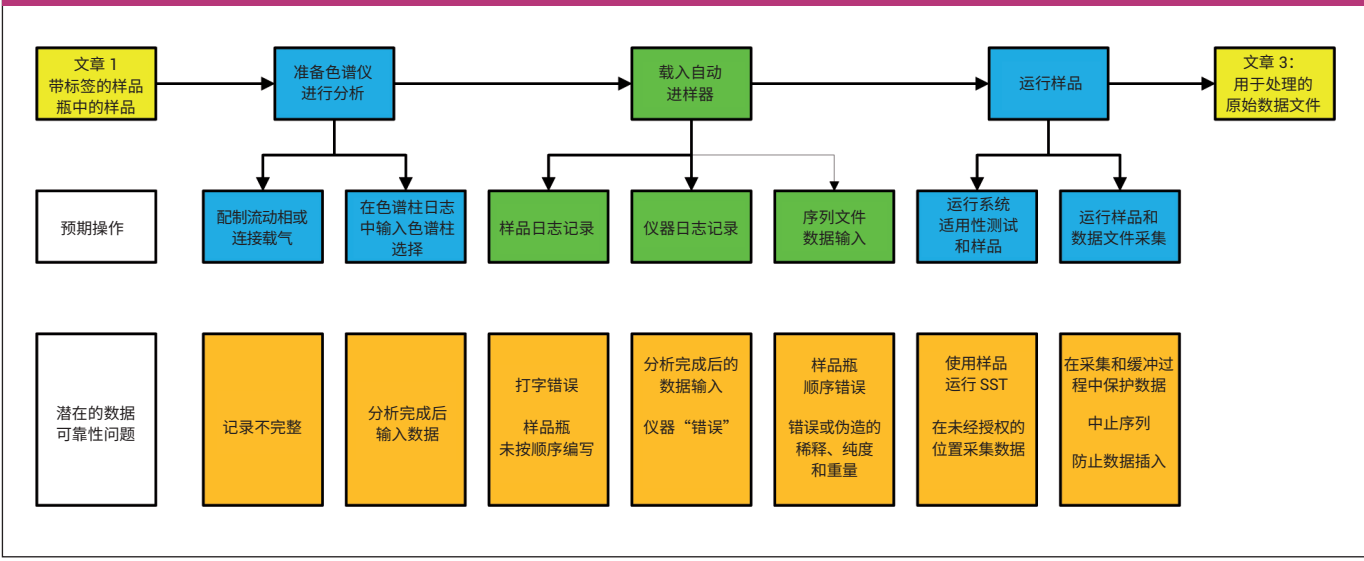 文章 1
带标签的样品
瓶中的样品
准备色谱仪
进行分析
载入自动
进样器
运行样品
文章 3：
用于处理的
原始数据文件
预期操作
配制流动相或
连接载气
在色谱柱日志
中输入色谱柱
选择
样品日志记录
仪器日志记录
序列文件
数据输入
运行系统
适用性测试
和样品
运行样品和
数据文件采集
潜在的数据
可靠性问题
记录不完整
分析完成后
输入数据
打字错误
样品瓶
未按顺序编写
分析完成后的
数据输入
仪器“错误”
样品瓶
顺序错误
错误或伪造的
稀释、纯度
和重量
使用样品
运行 SST
在未经授权的
位置采集数据
在采集和缓冲过
程中保护数据
中止序列
防止数据插入